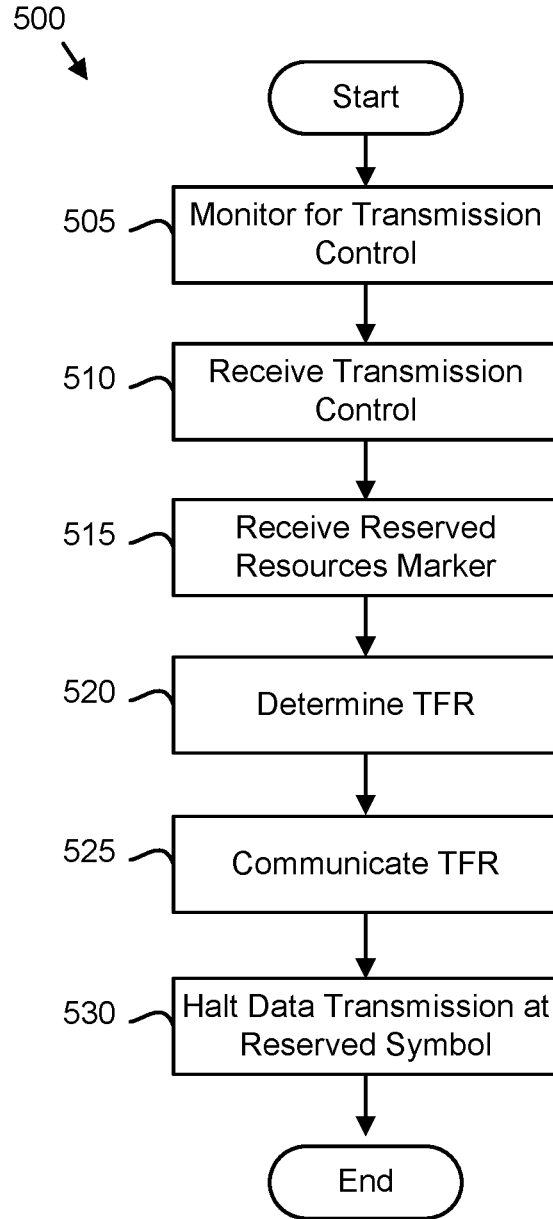 500
Start
505
Monitor for Transmission
Control
510
Receive Transmission
Control
515
Receive Reserved
Resources Marker
520
Determine TFR
525
Communicate TFR
530
Halt Data Transmission at
Reserved Symbol
End